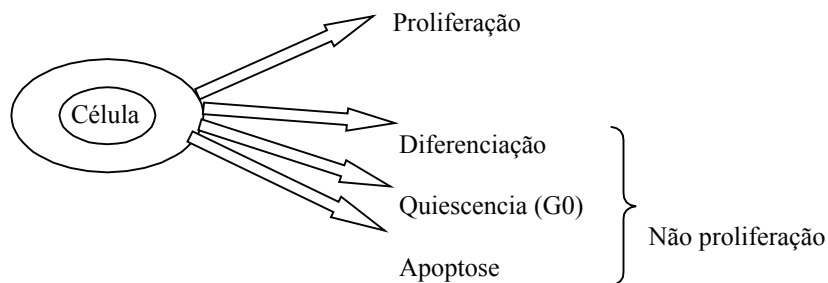 Proliferação
Célula
Diferenciação
Quiescencia (G0)
Não proliferação
Apoptose